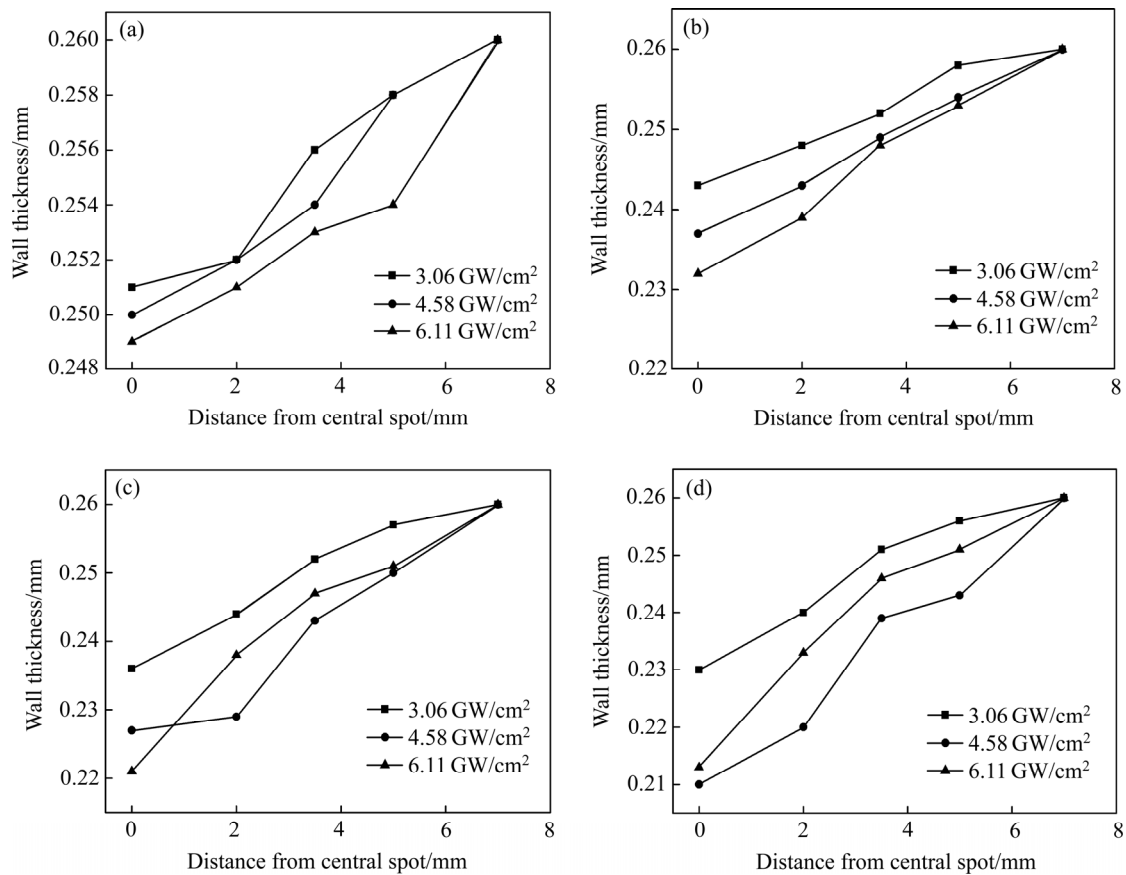 (a)
0.260
0.258
0.256
0.254
0.252
0.250
0.248
Wall thickness/mm
3.06 GW/cm²
4.58 GW/cm²
6.11 GW/cm²
0 2 4 6 8
Distance from central spot/mm
(b)
0.26
0.25
0.24
0.23
0.22
Wall thickness/mm
3.06 GW/cm²
4.58 GW/cm²
6.11 GW/cm²
0 2 4 6 8
Distance from central spot/mm
(c)
0.26
0.25
0.24
0.23
0.22
Wall thickness/mm
3.06 GW/cm²
4.58 GW/cm²
6.11 GW/cm²
0 2 4 6 8
Distance from central spot/mm
(d)
0.26
0.25
0.24
0.23
0.22
0.21
Wall thickness/mm
3.06 GW/cm²
4.58 GW/cm²
6.11 GW/cm²
0 2 4 6 8
Distance from central spot/mm